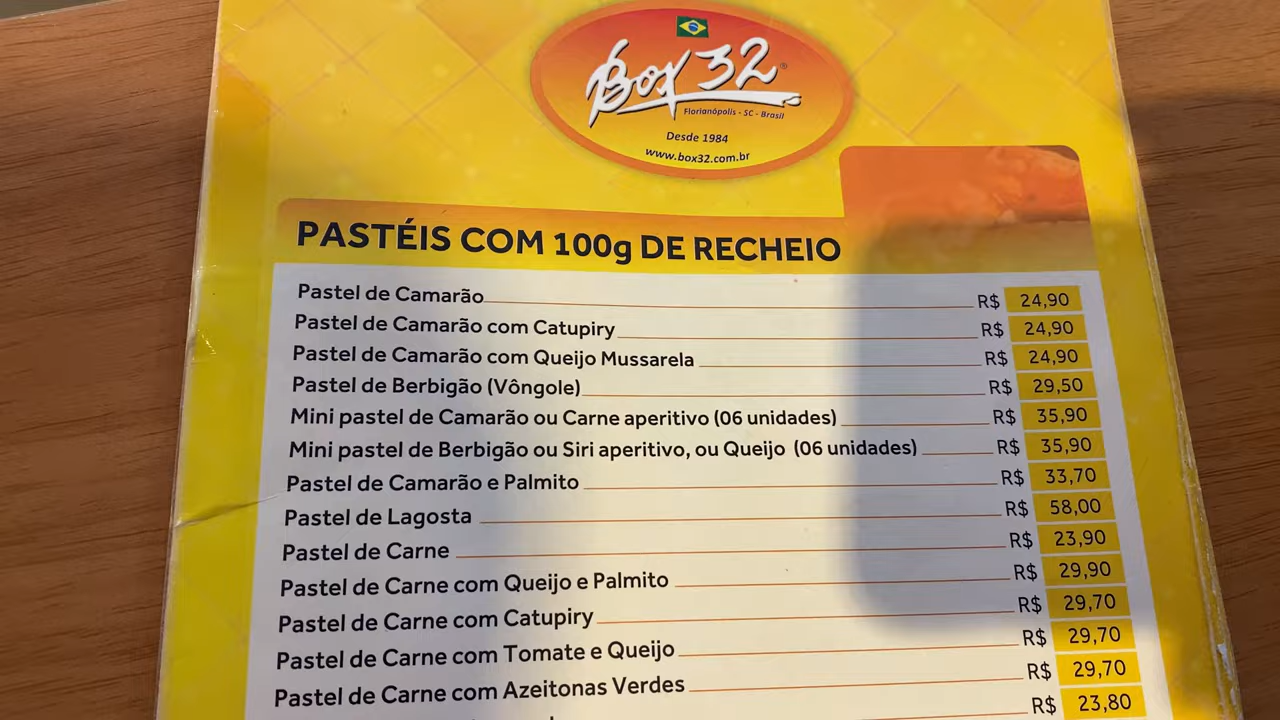 Box 32®
Florianópolis - SC - Brasil
Desde 1984
www.box32.com.br
PASTÉIS COM 100g DE RECHEIO
Pastel de Camarão R$ 24,90
Pastel de Camarão com Catupiry R$ 24,90
Pastel de Camarão com Queijo Mussarela R$ 24,90
Pastel de Berbigão (Vôngole) R$ 29,50
Mini pastel de Camarão ou Carne aperitivo (06 unidades) R$ 35,90
Mini pastel de Berbigão ou Siri aperitivo, ou Queijo (06 unidades) R$ 35,90
Pastel de Camarão e Palmito R$ 33,70
Pastel de Lagosta R$ 58,00
Pastel de Carne R$ 23,90
Pastel de Carne com Queijo e Palmito R$ 29,90
Pastel de Carne com Catupiry R$ 29,70
Pastel de Carne com Tomate e Queijo R$ 29,70
Pastel de Carne com Azeitonas Verdes R$ 29,70
R$ 23,80